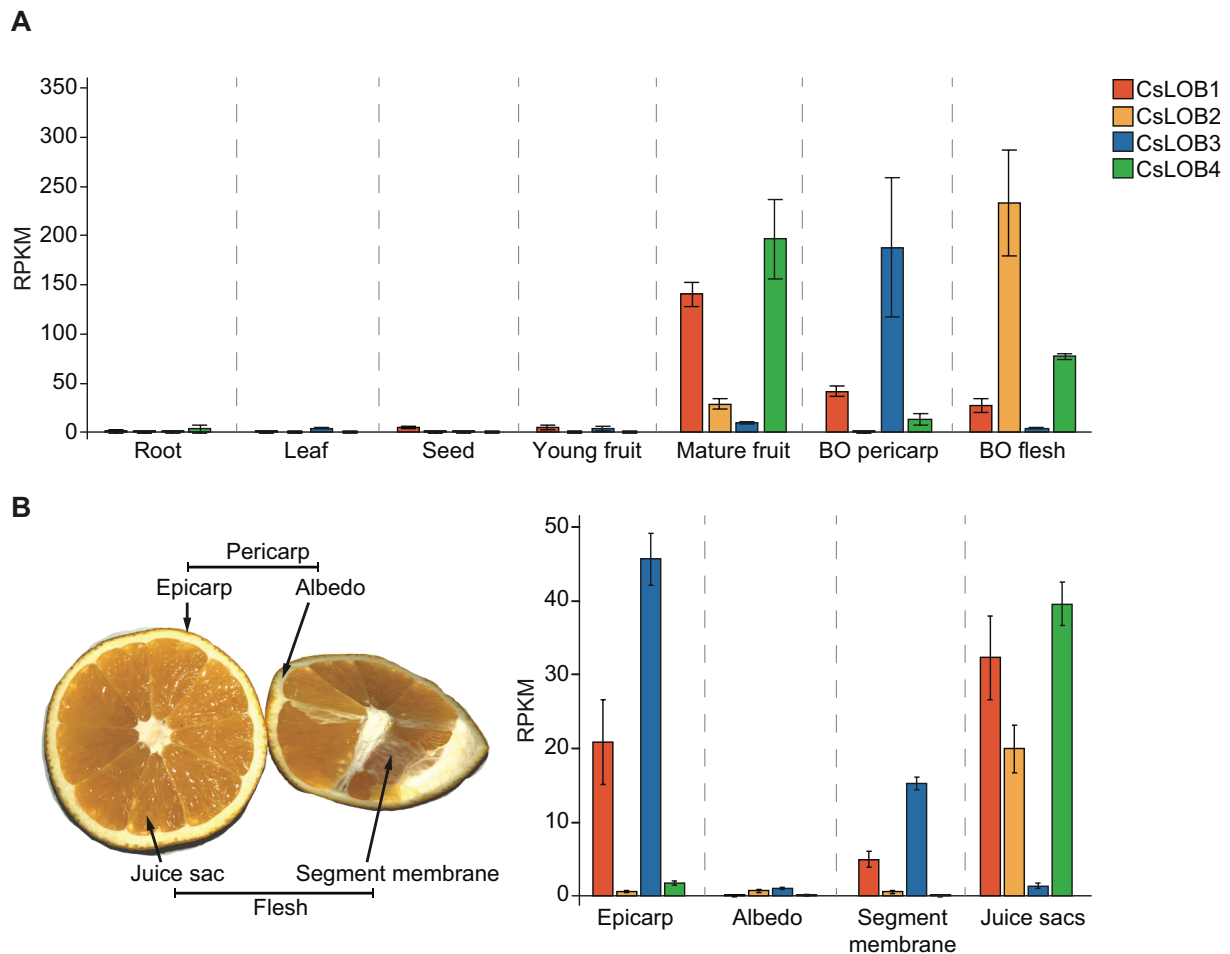 A
350
300
250
200
150
100
50
0
RPKM
Root
Leaf
Seed
Young fruit
Mature fruit
BO pericarp
BO flesh
CsLOB1
CsLOB2
CsLOB3
CsLOB4
B
Pericarp
Epicarp
Albedo
Juice sac
Segment membrane
Flesh
50
40
30
20
10
0
RPKM
Epicarp
Albedo
Segment
membrane
Juice sacs